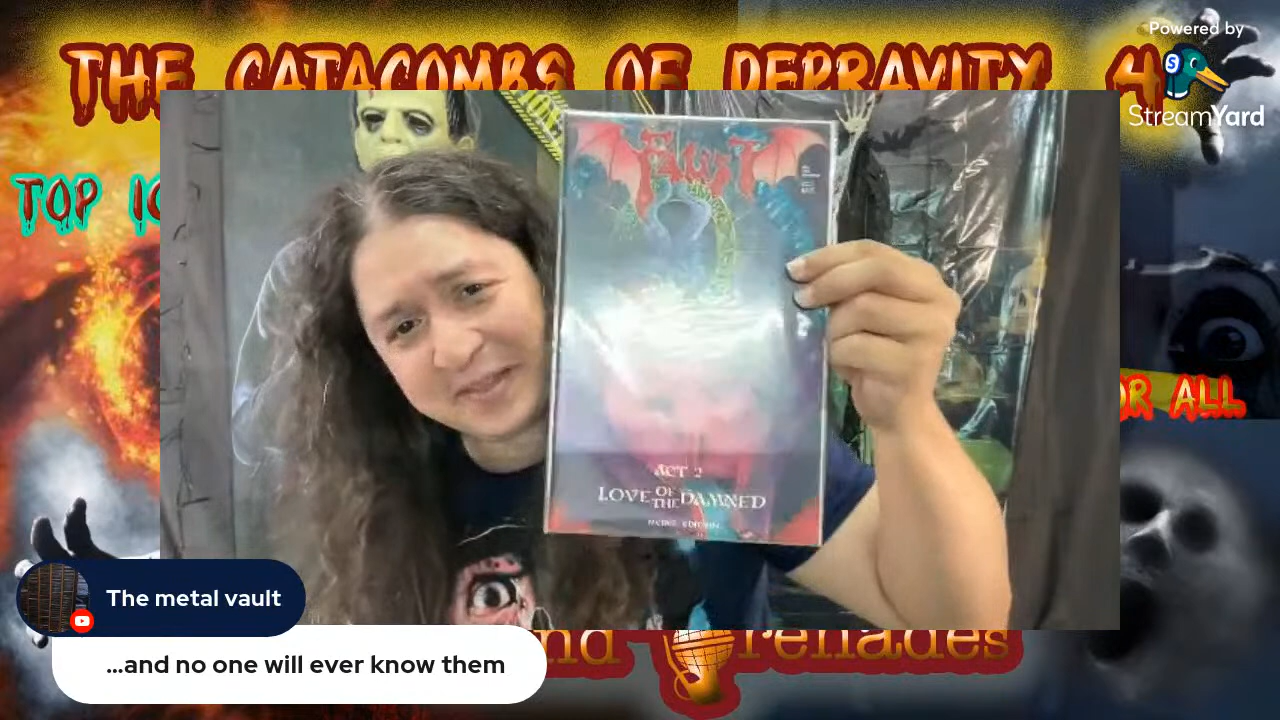 Powered by
StreamYard
THE CATACOMBS OF DEPRAVITY 4
TOP
FAUST
OR ALL
ACT 2
LOVE OF THE DAMNED
The metal vault
...and no one will ever know them